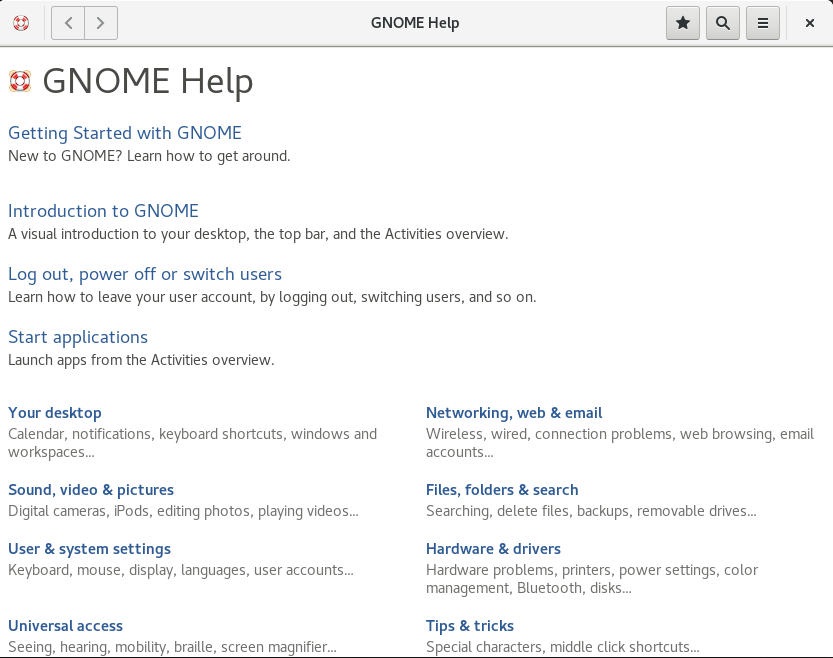 GNOME Help
GNOME Help
Getting Started with GNOME
New to GNOME? Learn how to get around.
Introduction to GNOME
A visual introduction to your desktop, the top bar, and the Activities overview.
Log out, power off or switch users
Learn how to leave your user account, by logging out, switching users, and so on.
Start applications
Launch apps from the Activities overview.
Your desktop
Calendar, notifications, keyboard shortcuts, windows and
workspaces…
Networking, web & email
Wireless, wired, connection problems, web browsing, email
accounts…
Sound, video & pictures
Digital cameras, iPods, editing photos, playing videos…
Files, folders & search
Searching, delete files, backups, removable drives…
User & system settings
Keyboard, mouse, display, languages, user accounts…
Hardware & drivers
Hardware problems, printers, power settings, color
management, Bluetooth, disks…
Universal access
Seeing, hearing, mobility, braille, screen magnifier…
Tips & tricks
Special characters, middle click shortcuts…